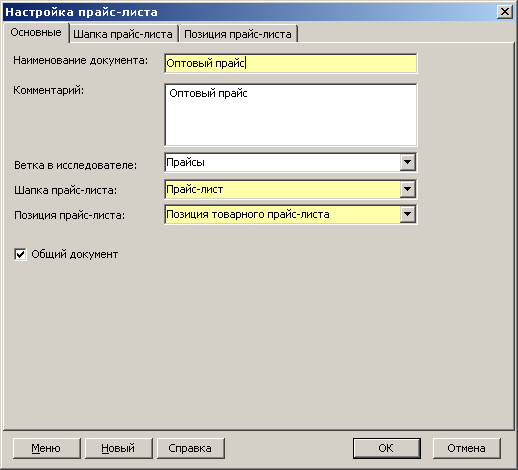 Настройка прайс-листа
Основные Шапка прайс-листа Позиция прайс-листа
Наименование документа: Оптовый прайс
Комментарий: Оптовый прайс
Ветка в исследователе: Прайсы
Шапка прайс-листа: Прайс-лист
Позиция прайс-листа: Позиция товарного прайс-листа
Общий документ
Меню Новый Справка OK Отмена